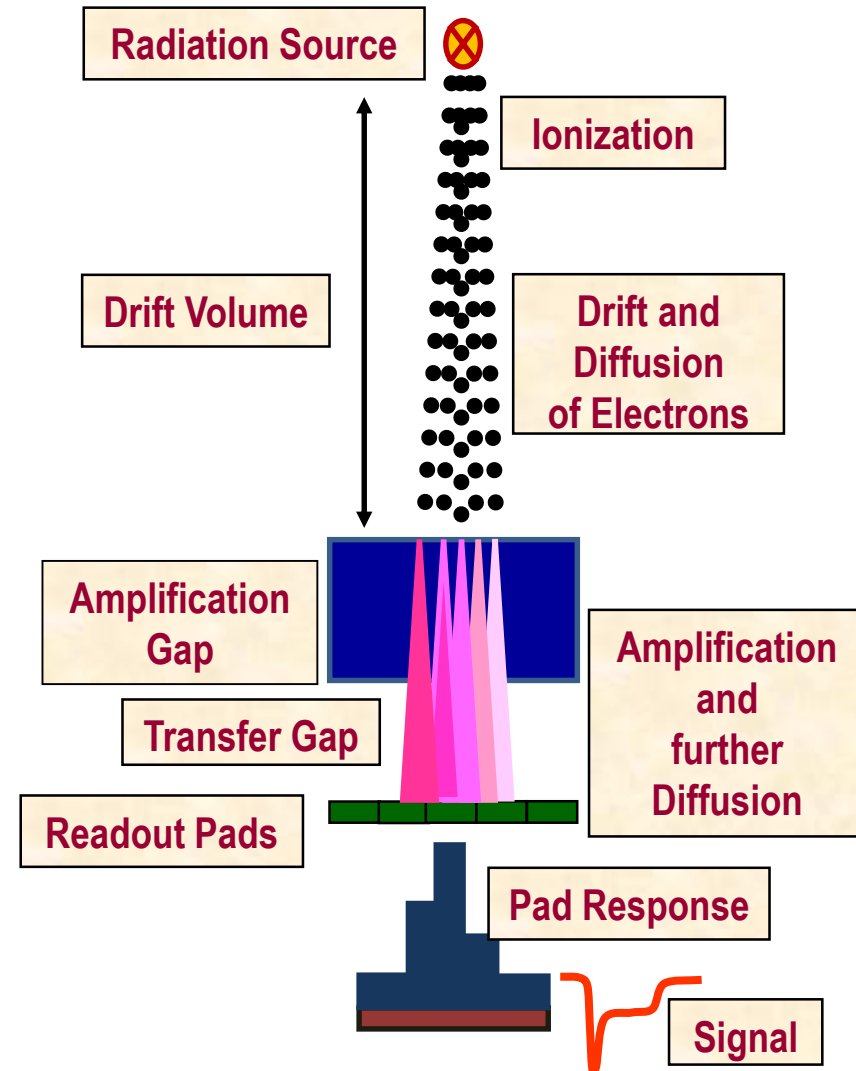 Radiation Source
Ionization
Drift Volume
Drift and
Diffusion
of Electrons
Amplification
Gap
Amplification
and
further
Diffusion
Transfer Gap
Readout Pads
Pad Response
Signal